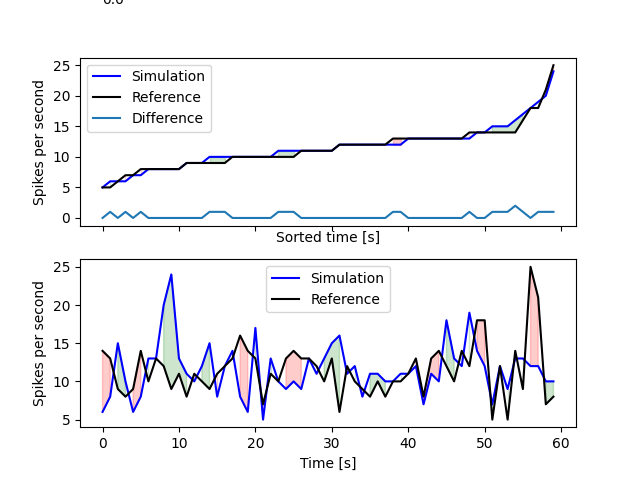 0.0
25
20
15
10
5
0
Spikes per second
Simulation
Reference
Difference
Sorted time [s]
25
20
15
10
5
Spikes per second
Simulation
Reference
0 10 20 30 40 50 60
Time [s]